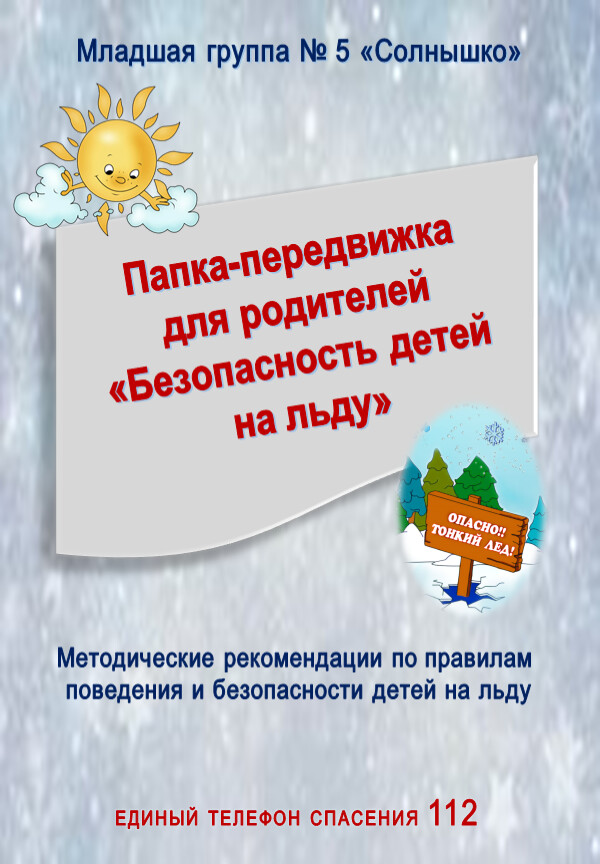 Младшая группа № 5 «Солнышко»
Папка-передвижка
для родителей
«Безопасность детей
на льду»
ОПАСНО!!
ТОНКИЙ ЛЕД!
Методические рекомендации по правилам
поведения и безопасности детей на льду
ЕДИНЫЙ ТЕЛЕФОН СПАСЕНИЯ 112